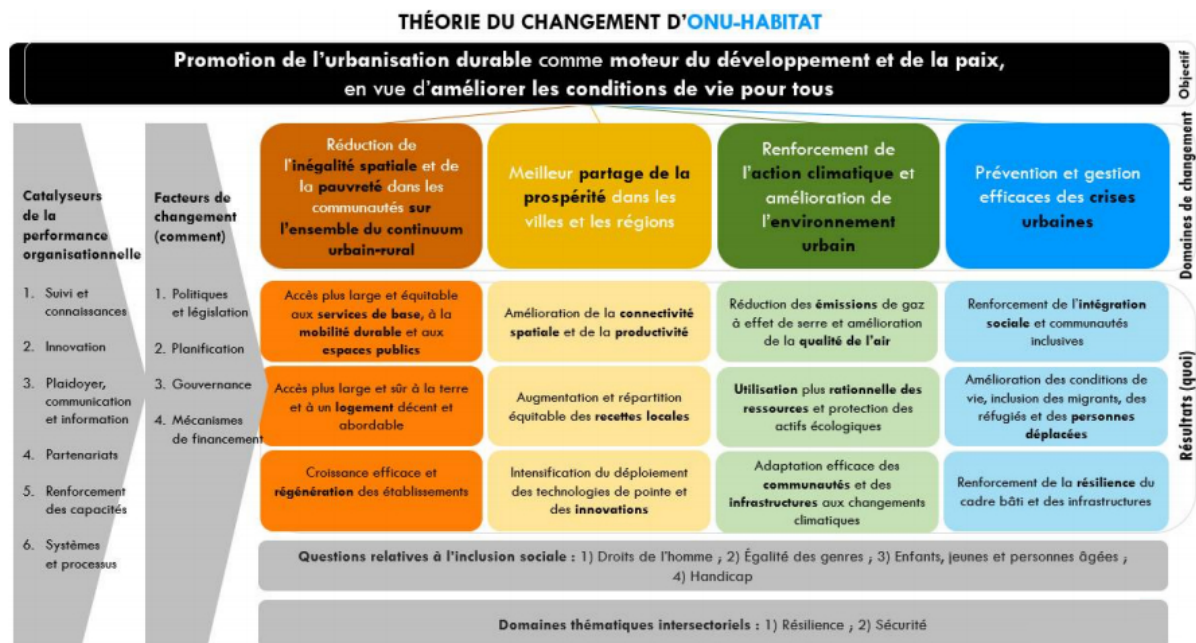 THÉORIE DU CHANGEMENT D'ONU-HABITAT
Promotion de l'urbanisation durable comme moteur du développement et de la paix,
en vue d'améliorer les conditions de vie pour tous
Objectif
Catalyseurs
de la
performance
organisationnelle
1. Suivi et
connaissances
2. Innovation
3. Plaidoyer,
communication
et information
4. Partenariats
5. Renforcement
des capacités
6. Systèmes
et processus
Facteurs de
changement
(comment)
1. Politiques
et législation
2. Planification
3. Gouvernance
4. Mécanismes
de financement
Réduction de
l'inégalité spatiale et de
la pauvreté dans les
communautés sur
l'ensemble du continuum
urbain-rural
Meilleur partage de la
prospérité dans les
villes et les régions
Renforcement de
l'action climatique et
amélioration de
l'environnement
urbain
Prévention et gestion
efficaces des crises
urbaines
Domaines de changement
Accès plus large et équitable
aux services de base, à la
mobilité durable et aux
espaces publics
Amélioration de la connectivité
spatiale et de la productivité
Réduction des émissions de gaz
à effet de serre et amélioration
de la qualité de l'air
Renforcement de l'intégration
sociale et communautés
inclusives
Accès plus large et sûr à la terre
et à un logement décent et
abordable
Augmentation et répartition
équitable des recettes locales
Utilisation plus rationnelle des
ressources et protection des
actifs écologiques
Amélioration des conditions de
vie, inclusion des migrants, des
réfugiés et des personnes
déplacées
Croissance efficace et
régénération des établissements
Intensification du déploiement
des technologies de pointe et
des innovations
Adaptation efficace des
communautés et des
infrastructures aux changements
climatiques
Renforcement de la résilience du
cadre bâti et des infrastructures
Résultats (quoi)
Questions relatives à l'inclusion sociale : 1) Droits de l'homme ; 2) Égalité des genres ; 3) Enfants, jeunes et personnes âgées ;
4) Handicap
Domaines thématiques intersectoriels : 1) Résilience ; 2) Sécurité